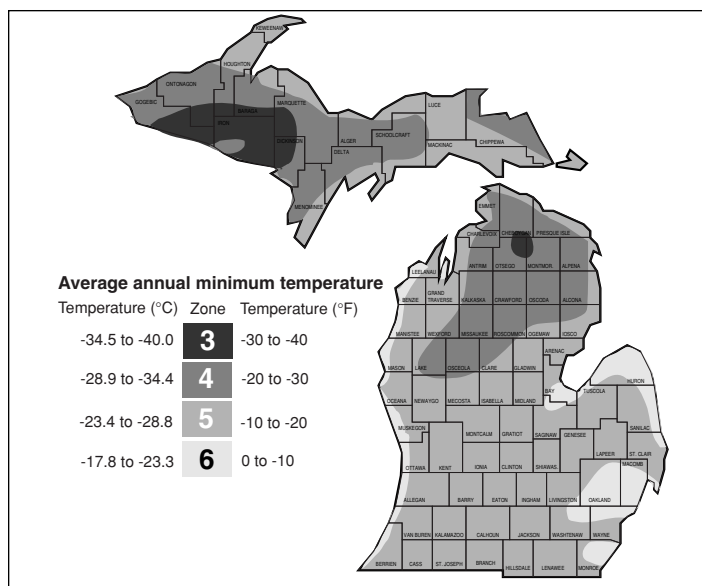 KEWEENAW
HOUGHTON
ONTONAGON
GOGEBIC
BARAGA
MARQUETTE
LUCE
IRON
ALGER
SCHOOLCRAFT
DICKINSON
DELTA
MACKINAC
CHIPPEWA
MENOMINEE
EMMET
CHARLEVOIX
CHEBOYGAN
PRESQUE ISLE
ANTRIM
OTSEGO
MONTMOR.
ALPENA
LEELANAU
BENZIE
GRAND
TRAVERSE
KALKASKA
CRAWFORD
OSCODA
ALCONA
MANISTEE
WEXFORD
MISSAUKEE
ROSCOMMON
OGEMAW
IOSCO
ARENAC
MASON
LAKE
OSCEOLA
CLARE
GLADWIN
HURON
BAY
TUSCOLA
OCEANA
NEWAYGO
MECOSTA
ISABELLA
MIDLAND
SANILAC
MUSKEGON
MONTCALM
GRATIOT
SAGINAW
GENESEE
LAPEER
ST. CLAIR
MACOMB
OTTAWA
KENT
IONIA
CLINTON
SHIAWAS.
OAKLAND
ALLEGAN
BARRY
EATON
INGHAM
LIVINGSTON
VAN BUREN
KALAMAZOO
CALHOUN
JACKSON
WASHTENAW
WAYNE
BERRIEN
CASS
ST. JOSEPH
BRANCH
HILLSDALE
LENAWEE
MONROE
Average annual minimum temperature
Temperature (°C) Zone Temperature (°F)
-34.5 to -40.0 3 -30 to -40
-28.9 to -34.4 4 -20 to -30
-23.4 to -28.8 5 -10 to -20
-17.8 to -23.3 6 0 to -10